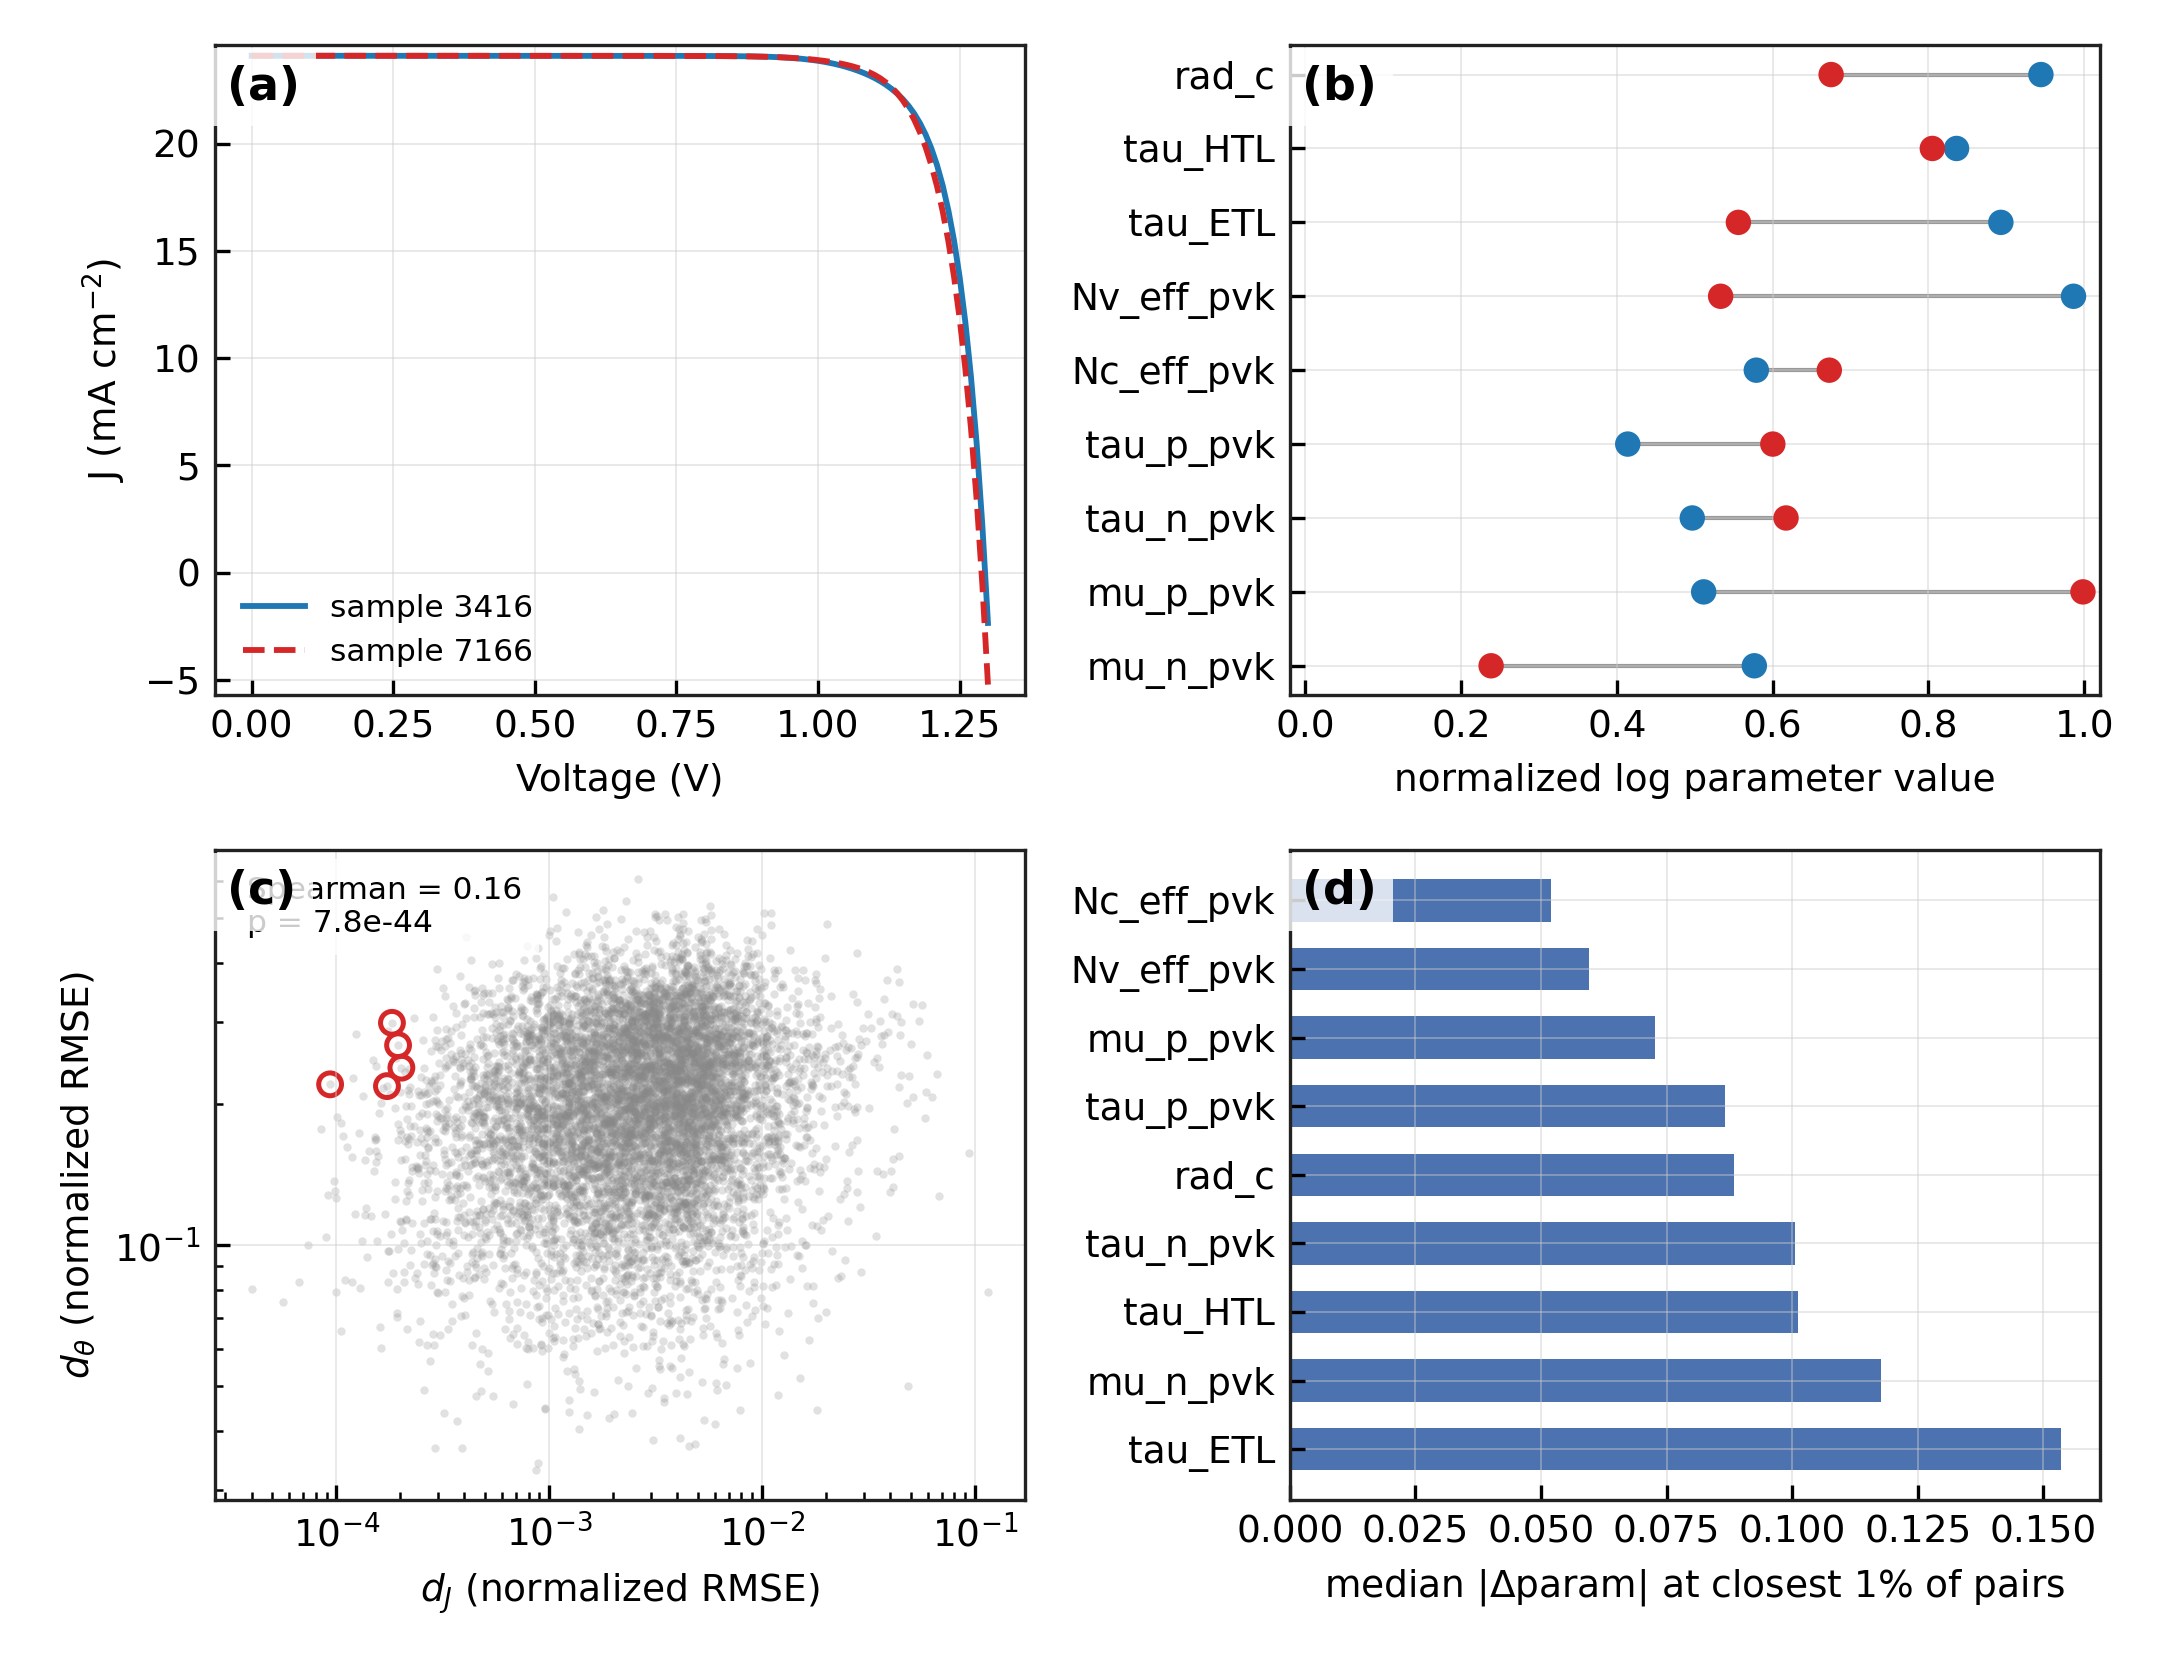 (a)
20
15
10
5
0
−5
J (mA cm⁻²)
sample 3416
sample 7166
0.00 0.25 0.50 0.75 1.00 1.25
Voltage (V)
(b)
rad_c
tau_HTL
tau_ETL
Nv_eff_pvk
Nc_eff_pvk
tau_p_pvk
tau_n_pvk
mu_p_pvk
mu_n_pvk
0.0 0.2 0.4 0.6 0.8 1.0
normalized log parameter value
(c)
Spearman = 0.16
p = 7.8e-44
10⁻¹
d_θ (normalized RMSE)
10⁻⁴ 10⁻³ 10⁻² 10⁻¹
d_J (normalized RMSE)
(d)
Nc_eff_pvk
Nv_eff_pvk
mu_p_pvk
tau_p_pvk
rad_c
tau_n_pvk
tau_HTL
mu_n_pvk
tau_ETL
0.000 0.025 0.050 0.075 0.100 0.125 0.150
median |Δparam| at closest 1% of pairs